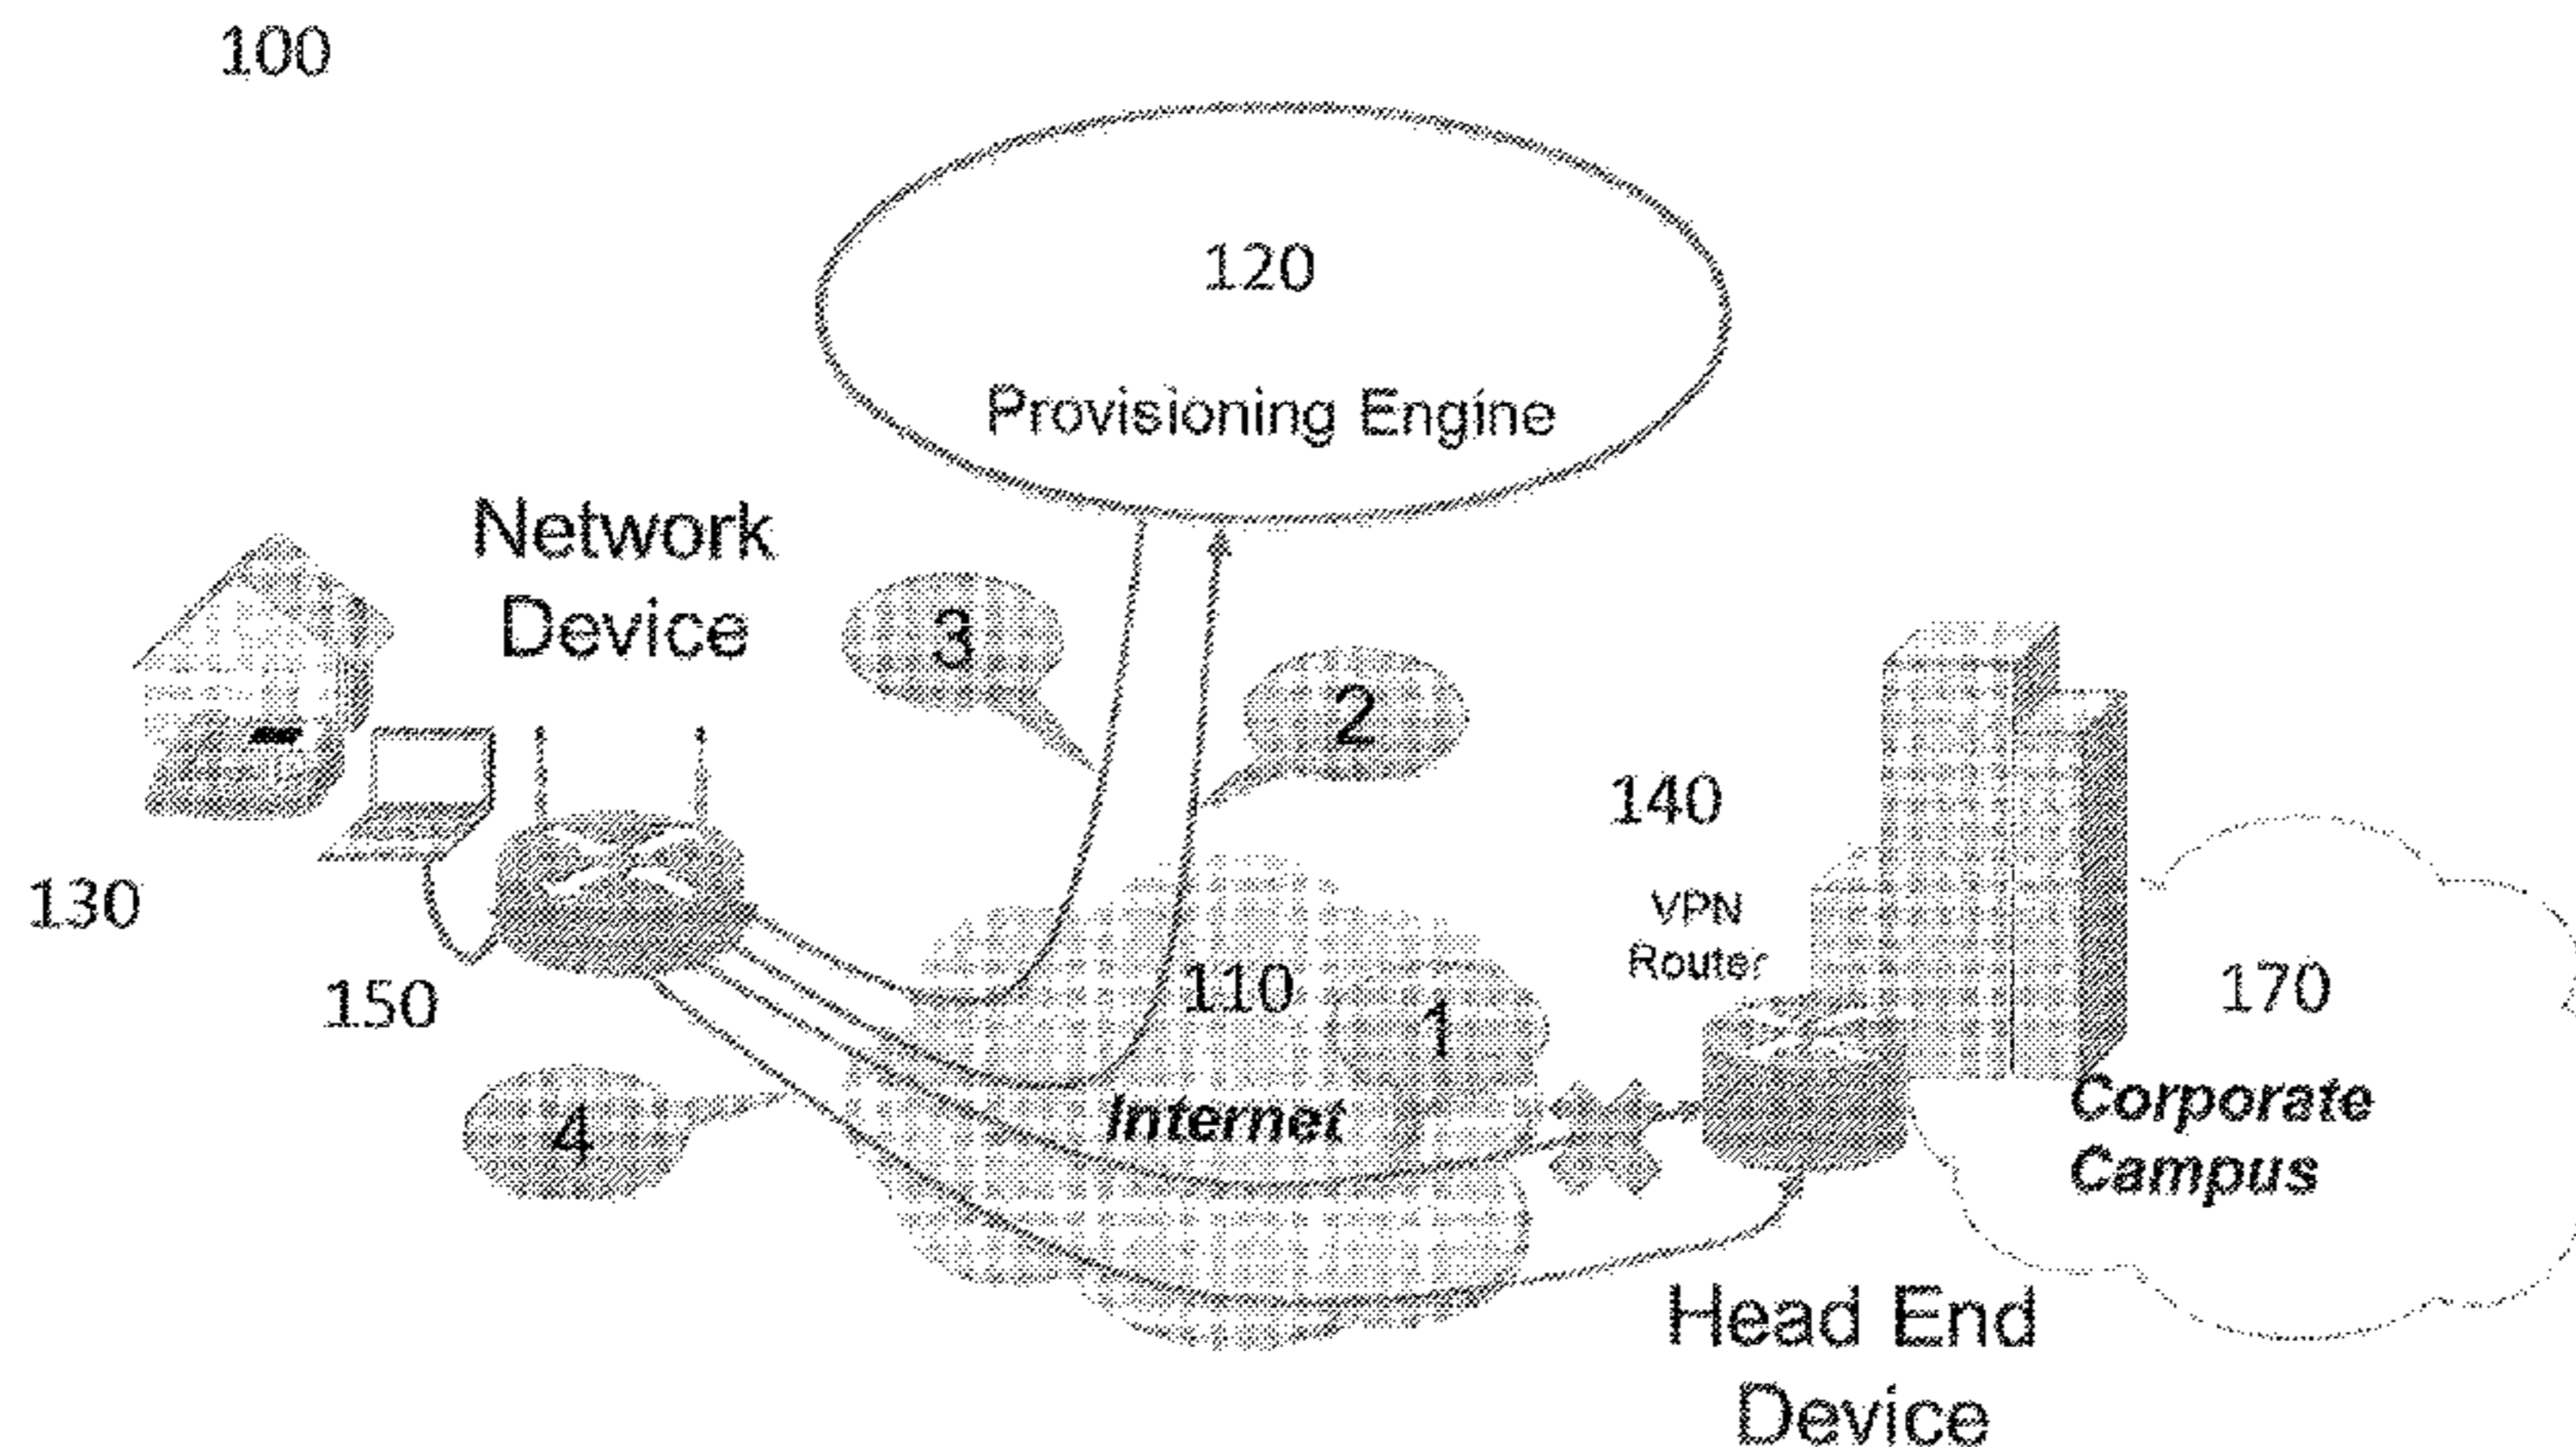 100
120
Provisioning Engine
Network
Device
3
2
140
130
VPN
Router
150
110
1
170
4
Internet
Corporate
Campus
Head End
Device